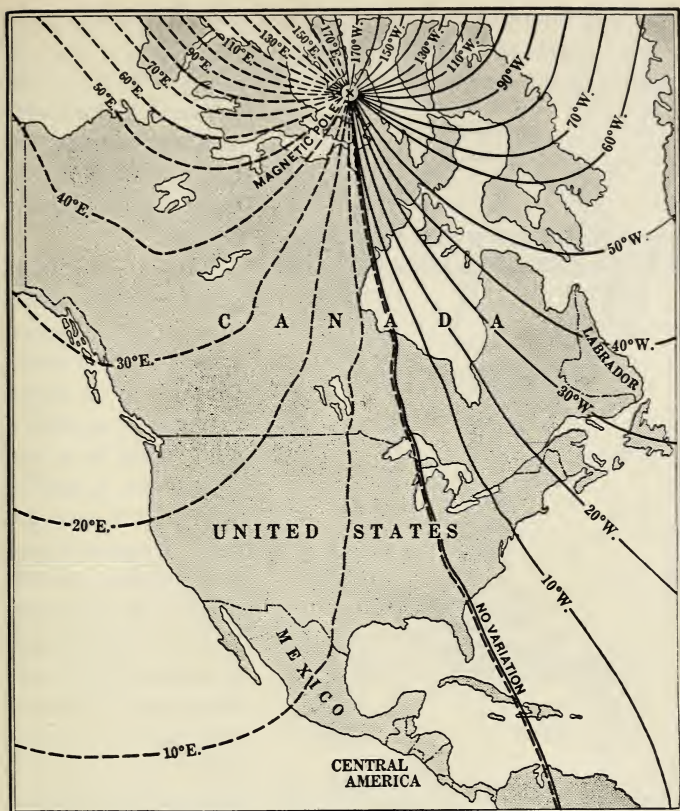 110°E.
130°E.
150°E.
170°E.
170°W.
150°W.
130°W.
110°W.
90°E.
90°W.
70°E.
70°W.
60°E.
60°W.
50°E.
MAGNETIC POLE
40°E.
50°W.
CANADA
40°W.
LABRADOR
30°E.
30°W.
20°E.
UNITED STATES
20°W.
10°W.
NO VARIATION
MEXICO
10°E.
CENTRAL
AMERICA